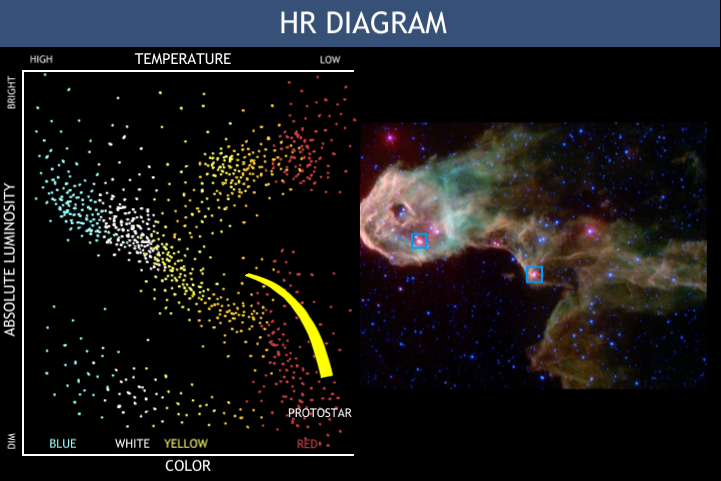 HR DIAGRAM
HIGH
TEMPERATURE
LOW
BRIGHT
ABSOLUTE LUMINOSITY
DIM
PROTOSTAR
BLUE
WHITE
YELLOW
RED
COLOR